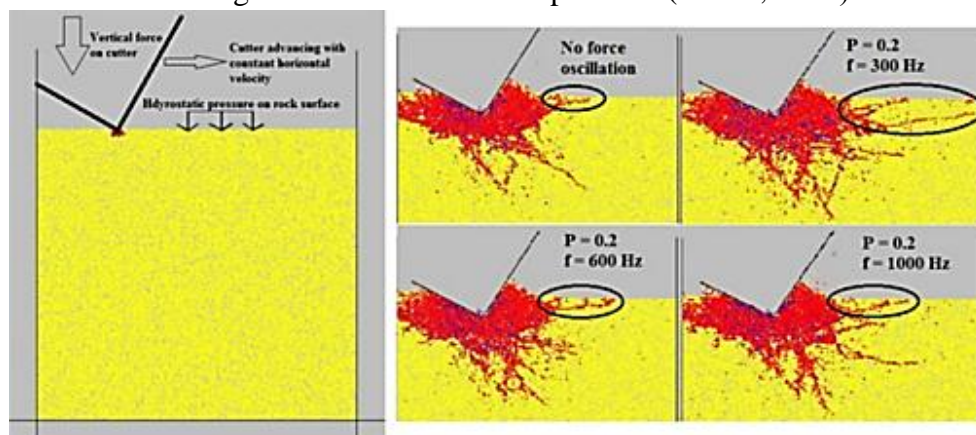 Vertical force
on cutter
Cutter advancing with
constant horizontal
velocity
Hdyrostatic pressure on rock surface
No force
oscillation
P = 0.2
f = 300 Hz
P = 0.2
f = 600 Hz
P = 0.2
f = 1000 Hz